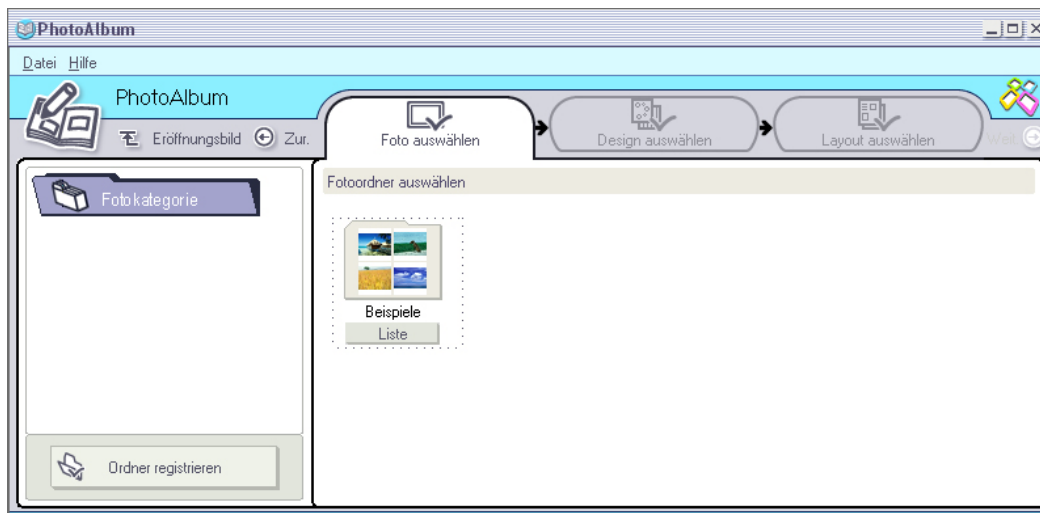 PhotoAlbum
Datei Hilfe
PhotoAlbum
Eröffnungsbild Zur.
Foto auswählen
Design auswählen
Layout auswählen
Weit.
Fotokategorie
Fotoordner auswählen
Beispiele
Liste
Ordner registrieren